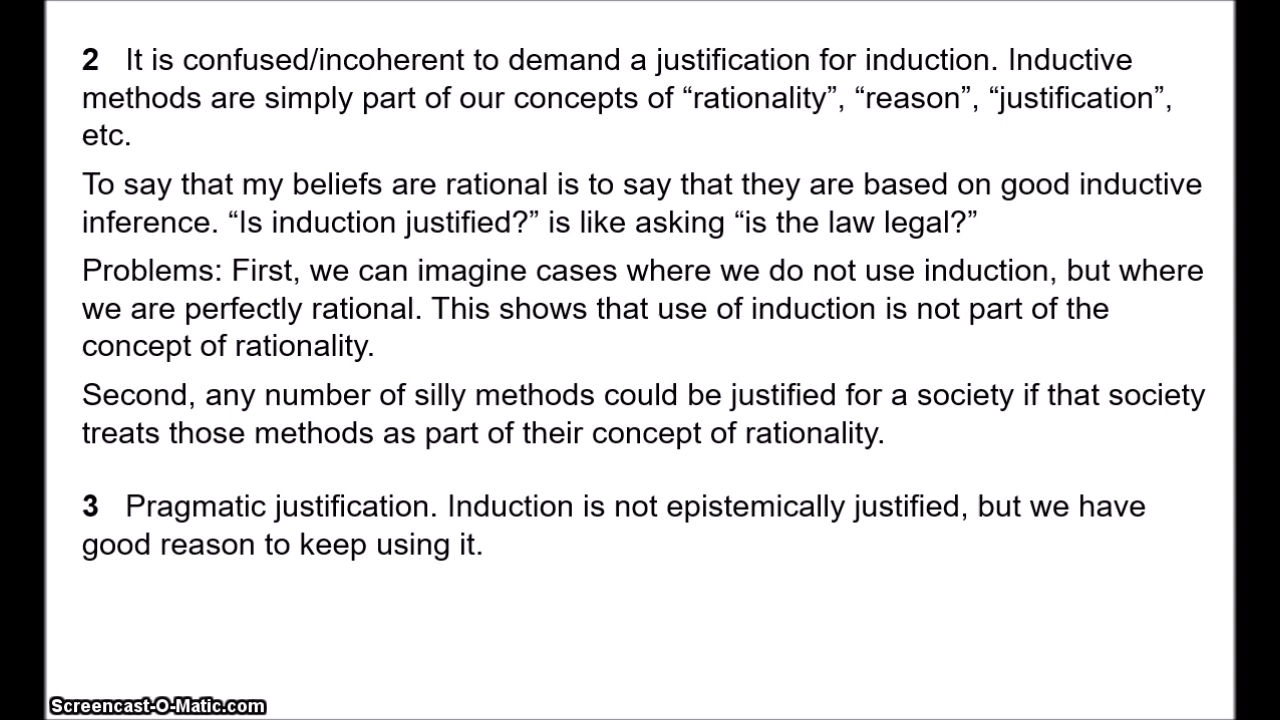 2 It is confused/incoherent to demand a justification for induction. Inductive
methods are simply part of our concepts of “rationality”, “reason”, “justification”,
etc.
To say that my beliefs are rational is to say that they are based on good inductive
inference. “Is induction justified?” is like asking “is the law legal?”
Problems: First, we can imagine cases where we do not use induction, but where
we are perfectly rational. This shows that use of induction is not part of the
concept of rationality.
Second, any number of silly methods could be justified for a society if that society
treats those methods as part of their concept of rationality.
3 Pragmatic justification. Induction is not epistemically justified, but we have
good reason to keep using it.
Screencast-O-Matic.com